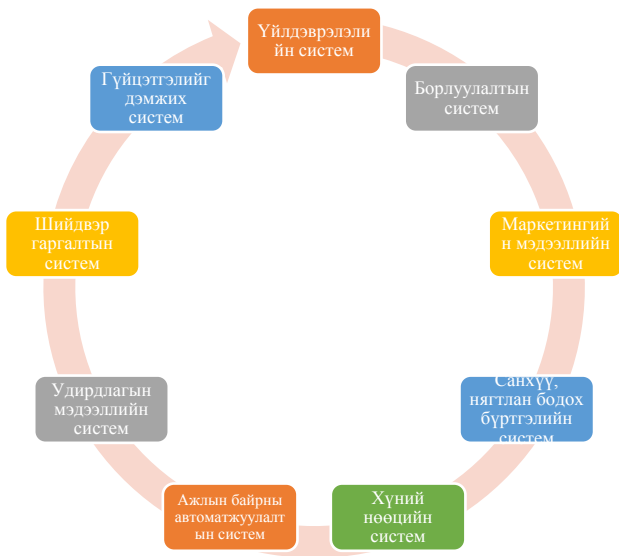 Үйлдэврэлэли
йн систем
Борлуулалтын
систем
Маркетингий
н мэдээллийн
систем
Санхүү,
нягтлан бодох
бүртгэлийн
систем
Хүний
нөөцийн
систем
Ажлын байрны
автоматжуулалт
ын систем
Удирдлагын
мэдээллийн
систем
Шийдвэр
гаргалтын
систем
Гүйцэтгэлийг
дэмжих
систем